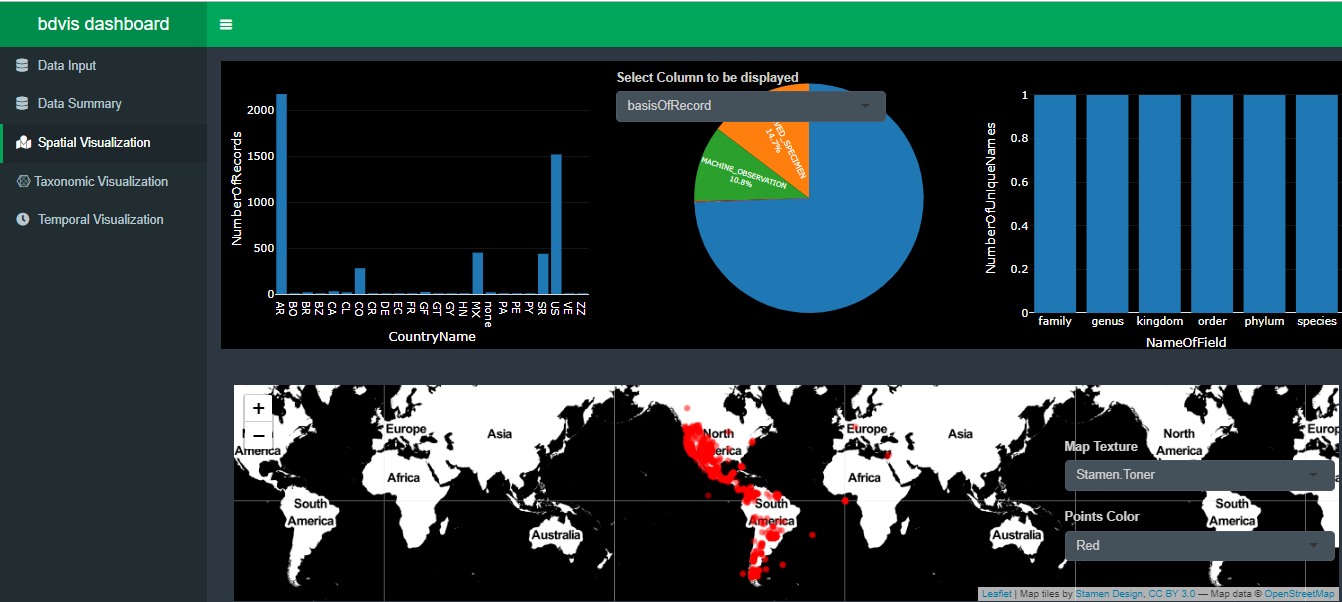 bdvis dashboard
Data Input
Data Summary
Spatial Visualization
Taxonomic Visualization
Temporal Visualization
NumberOfRecords
2000
1500
1000
500
0
AR
BO
BR
BZ
CA
CL
CO
CR
DE
EC
FR
GF
GT
GY
HN
MX
none
PA
PE
PY
SR
US
VE
ZZ
CountryName
Select Column to be displayed
basisOfRecord
VED_SPECIMEN
14.7%
MACHINE_OBSERVATION
10.8%
NumberOfUniqueNames
1
0.8
0.6
0.4
0.2
0
family
genus
kingdom
order
phylum
species
NameOfField
+
−
America
Europe
Asia
Africa
South
America
Australia
North
erica
South
America
Europe
Asia
Africa
Australia
North
America
South
America
Europ
Map Texture
Stamen.Toner
Points Color
Red
Leaflet | Map tiles by Stamen Design, CC BY 3.0 — Map data © OpenStreetMap